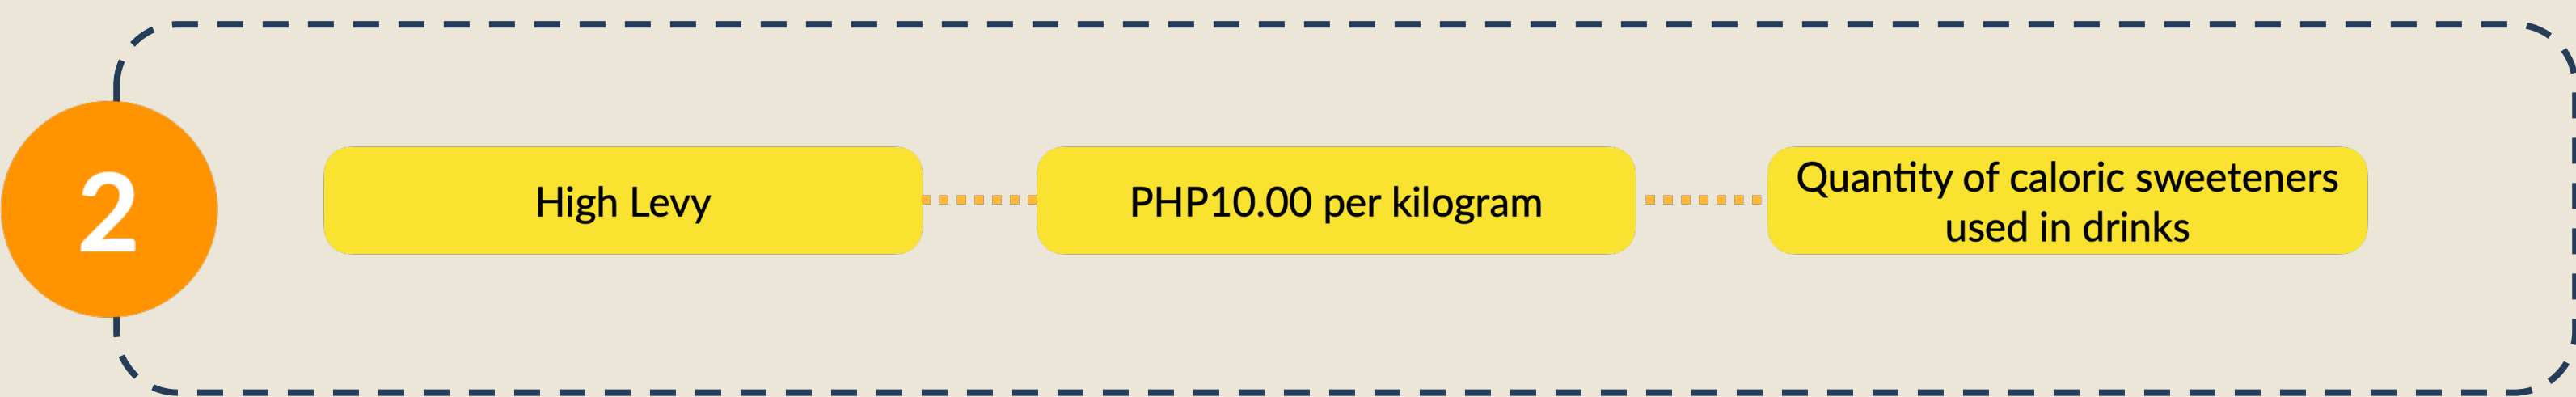 2
High Levy
PHP10.00 per kilogram
Quantity of caloric sweeteners
used in drinks